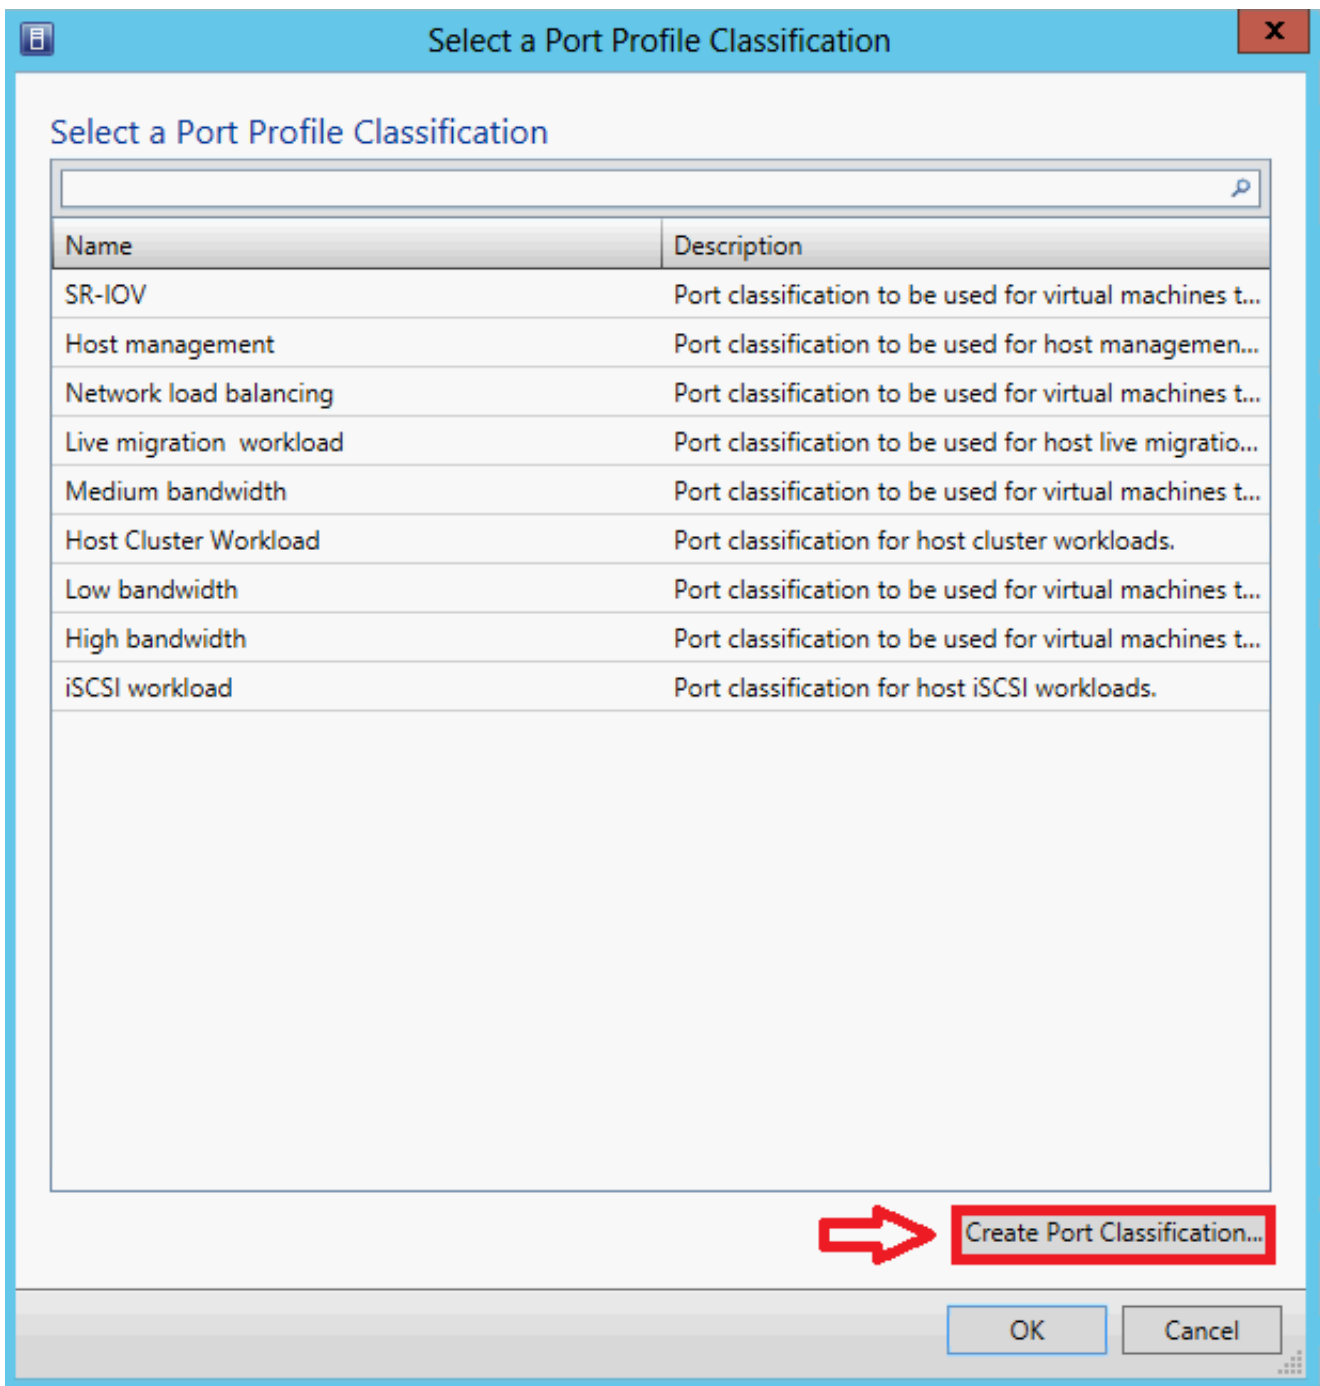 Select a Port Profile Classification
x
Select a Port Profile Classification
Name Description
SR-IOV Port classification to be used for virtual machines t...
Host management Port classification to be used for host managemen...
Network load balancing Port classification to be used for virtual machines t...
Live migration  workload Port classification to be used for host live migratio...
Medium bandwidth Port classification to be used for virtual machines t...
Host Cluster Workload Port classification for host cluster workloads.
Low bandwidth Port classification to be used for virtual machines t...
High bandwidth Port classification to be used for virtual machines t...
iSCSI workload Port classification for host iSCSI workloads.
Create Port Classification...
OK Cancel